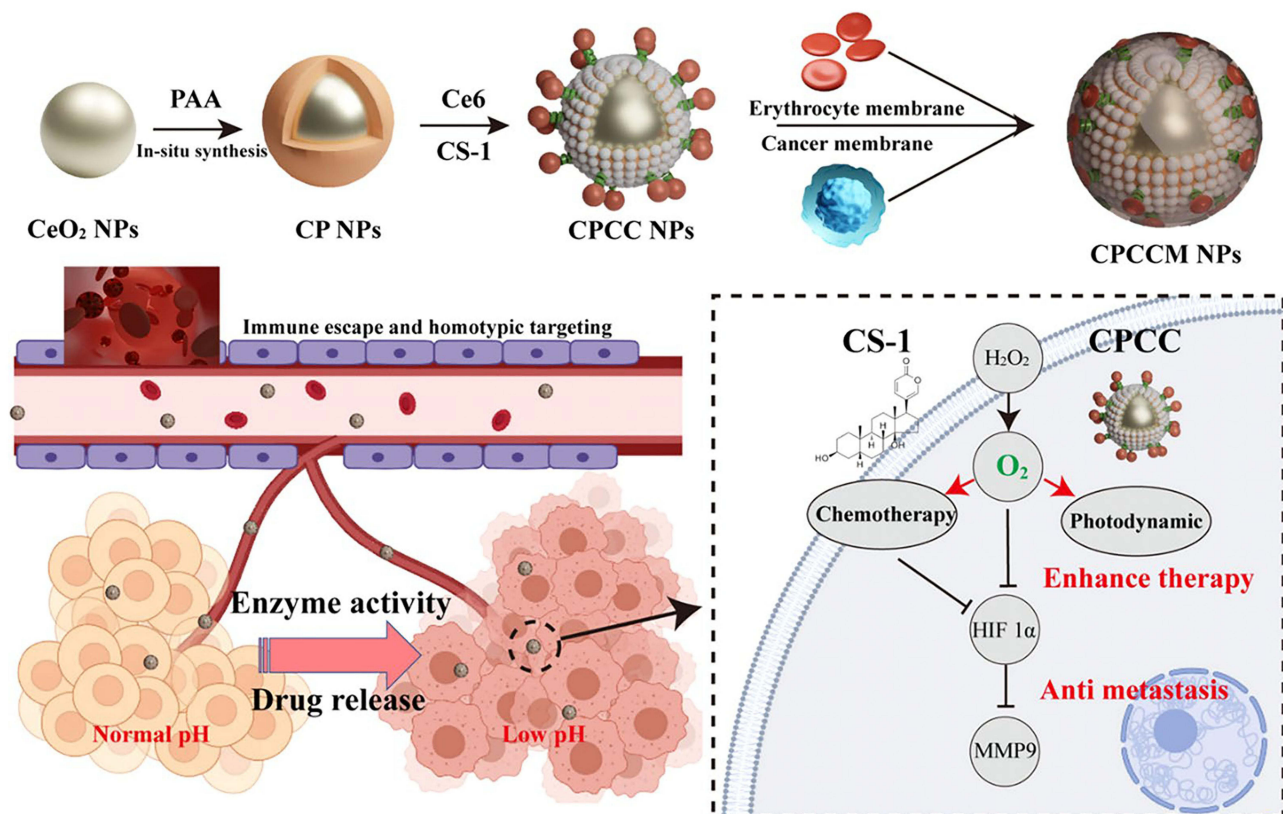 PAA
In-situ synthesis
Ce6
CS-1
Erythrocyte membrane
Cancer membrane
CeO₂ NPs
CP NPs
CPCC NPs
CPCCM NPs
Immune escape and homotypic targeting
Enzyme activity
Drug release
Normal pH
Low pH
CS-1
H₂O₂
CPCC
O
O
OH
HO
H
H
H
O₂
Chemotherapy
Photodynamic
Enhance therapy
HIF 1α
Anti metastasis
MMP9